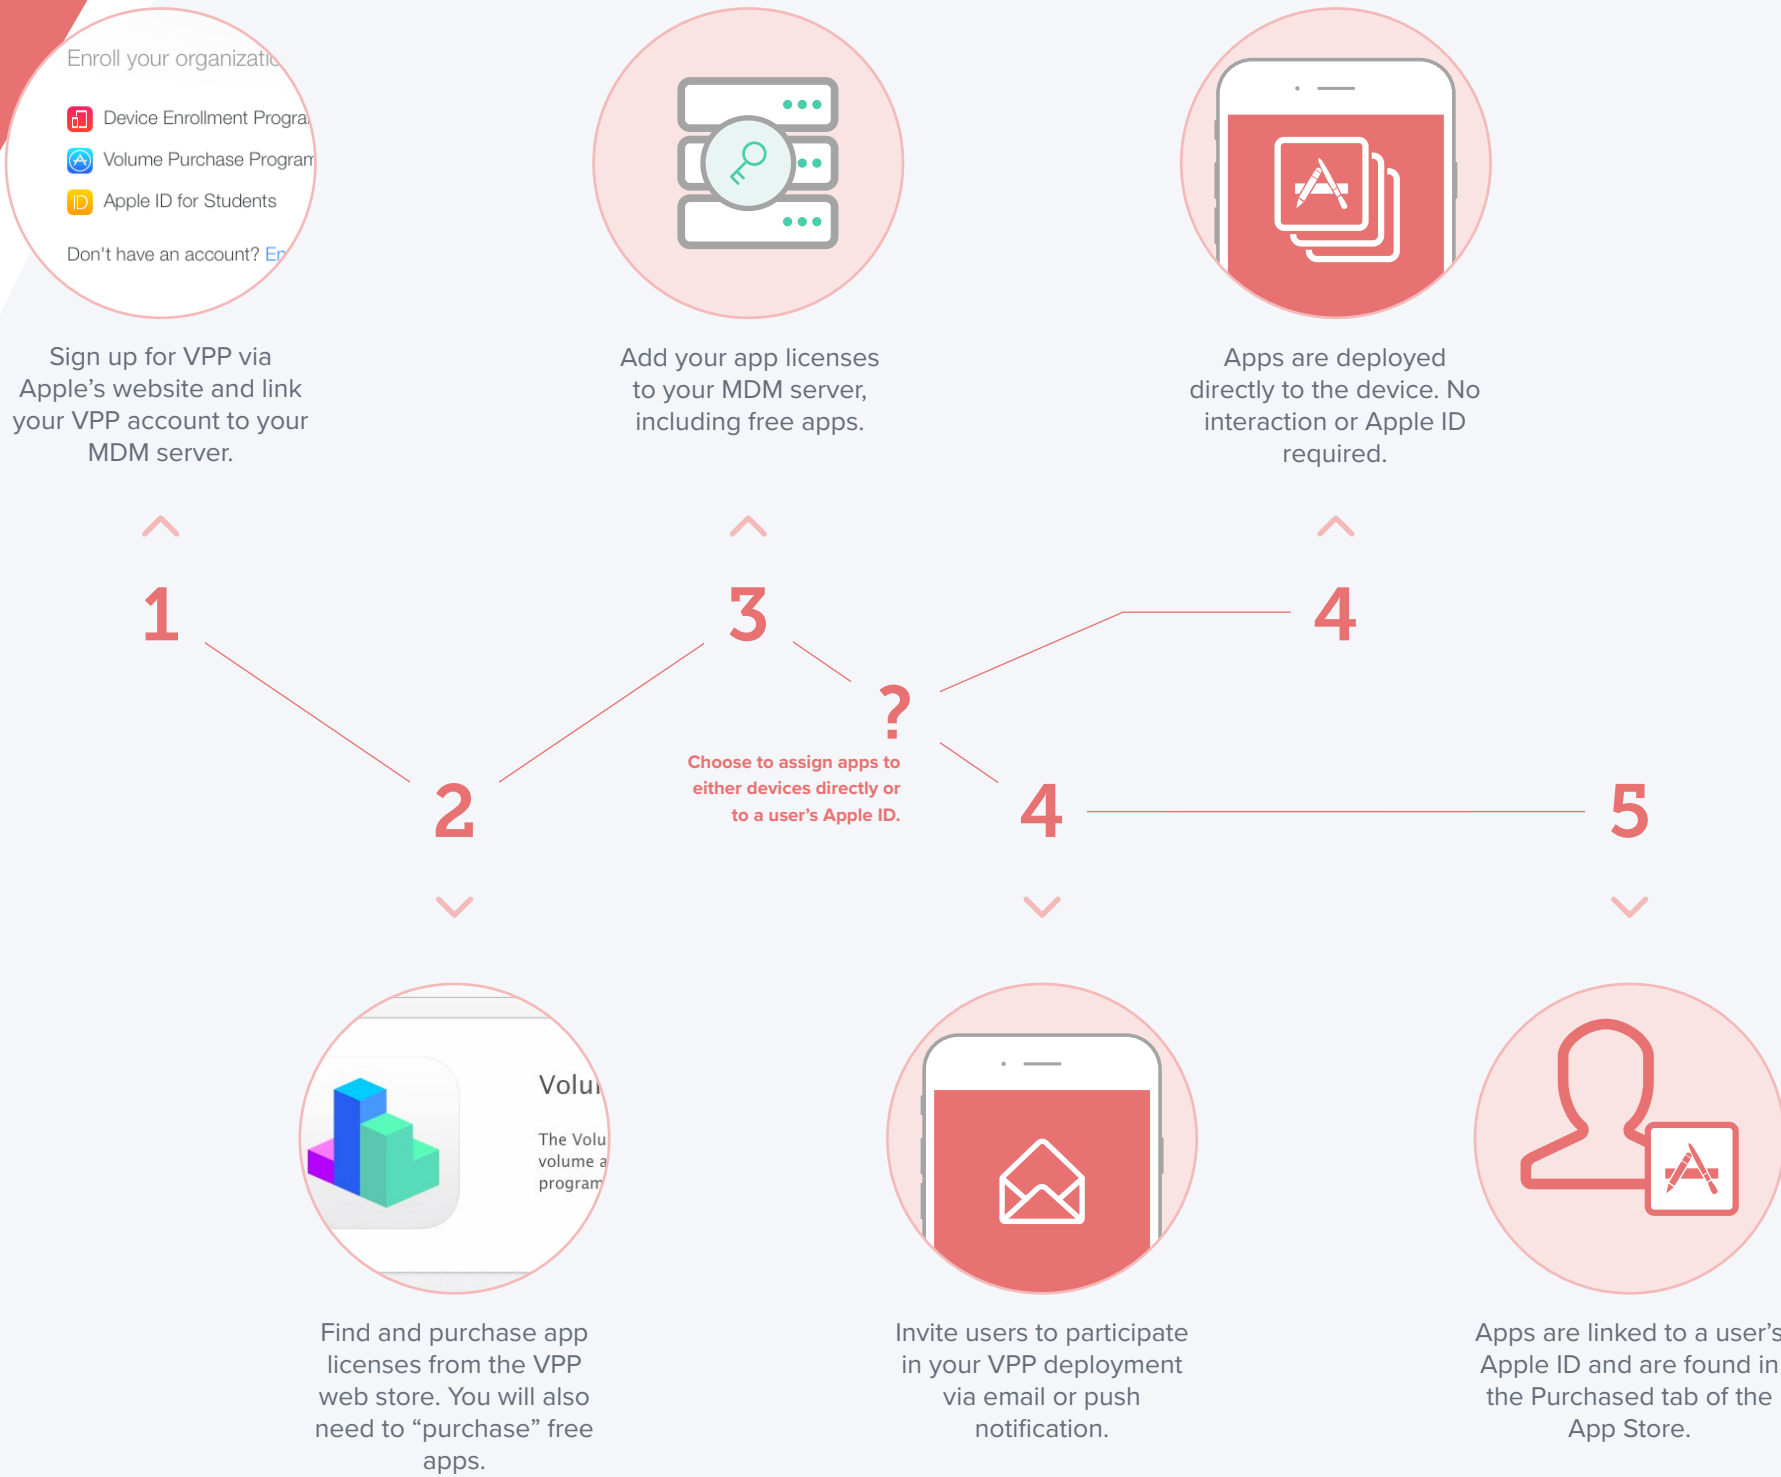 Enroll your
Device Enrollment
Volume Purchase Program
Apple ID for Students
Don't have an account?
Sign up for VPP via
Apple’s website and link
your VPP account to your
MDM server.
Add your app licenses
to your MDM server,
including free apps.
Apps are deployed
directly to the device. No
interaction or Apple ID
required.
1
3
4
?
Choose to assign apps to
either devices directly or
to a user’s Apple ID.
2
4
5
The
volume
Find and purchase app
licenses from the VPP
web store. You will also
need to “purchase” free
apps.
Invite users to participate
in your VPP deployment
via email or push
notification.
Apps are linked to a user’s
Apple ID and are found in
the Purchased tab of the
App Store.